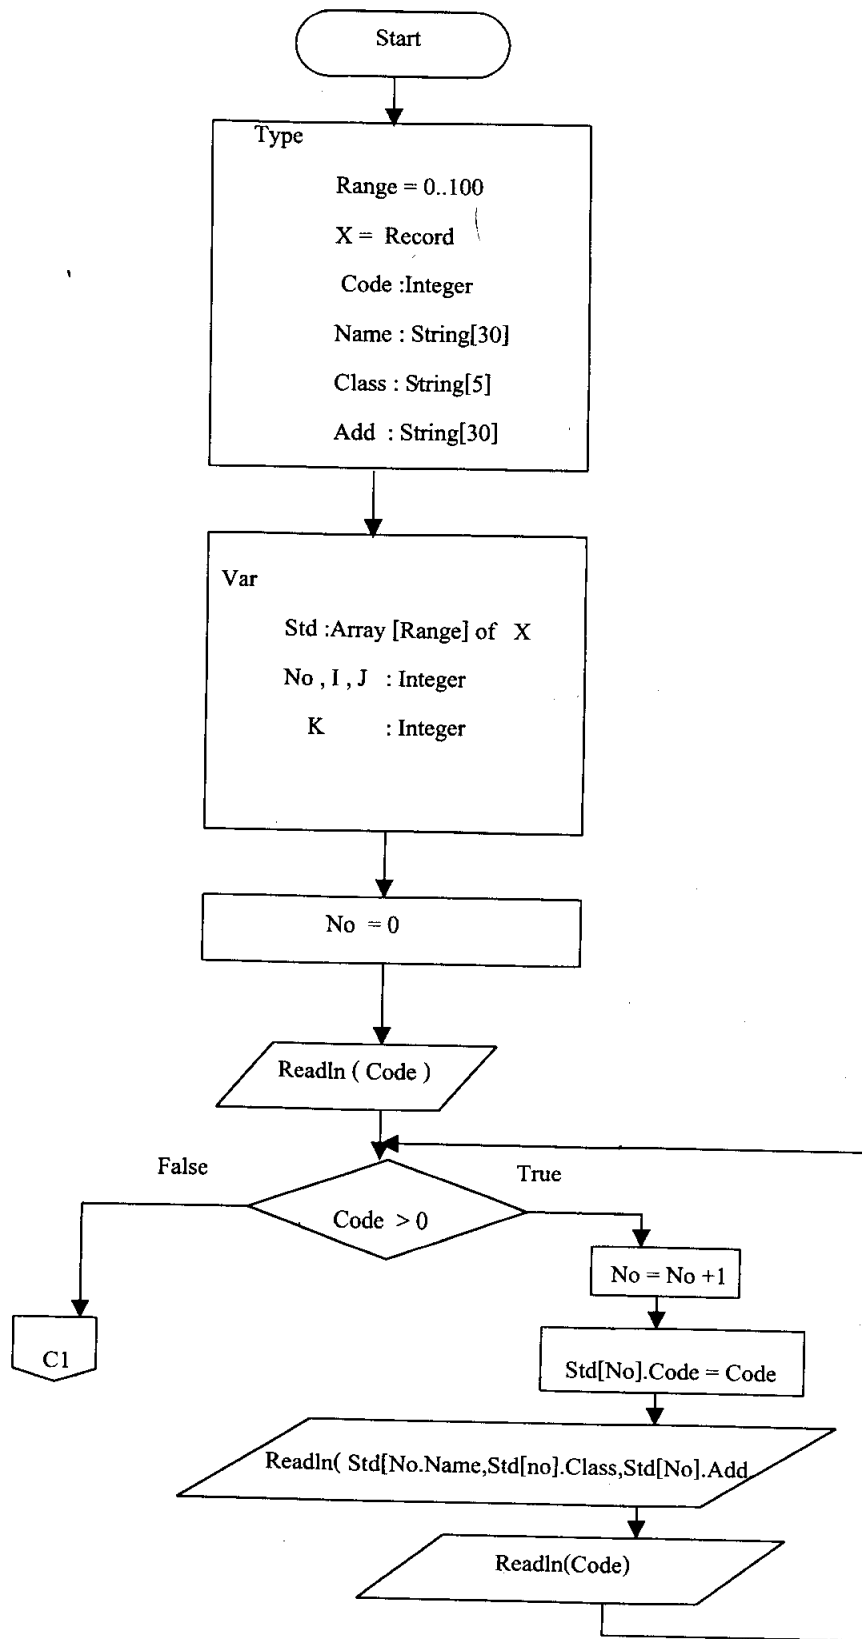 Start
Type
Range = 0..100
X = Record
Code :Integer
Name : String[30]
Class : String[5]
Add : String[30]
Var
Std :Array [Range] of X
No , I , J : Integer
K : Integer
No = 0
Readln ( Code )
False
True
Code > 0
No = No +1
C1
Std[No].Code = Code
Readln( Std[No.Name,Std[no].Class,Std[No].Add
Readln(Code)